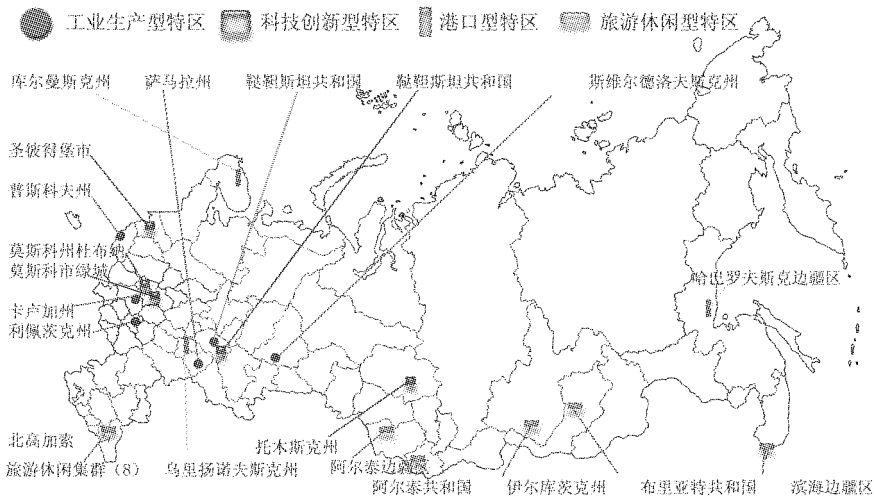 工业生产型特区 科技创新型特区 港口型特区 旅游休闲型特区
库尔曼斯克州 萨马拉州 鞑靼斯坦共和国 鞑靼斯坦共和国 斯维尔德洛夫斯克州
圣彼得堡市
普斯科夫州
莫斯科州杜布纳
莫斯科市绿城
哈巴罗夫斯克边疆区
卡卢加州
利佩茨克州
北高加索
托木斯克州
旅游休闲集群（8） 乌里扬诺夫斯克州 阿尔泰边疆区
阿尔泰共和国 伊尔库茨克州 布里亚特共和国 滨海边疆区